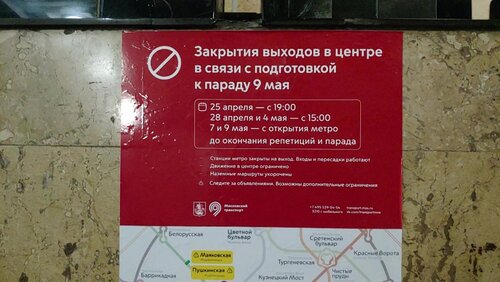 Закрытия выходов в центре
в связи с подготовкой
к параду 9 мая
25 апреля — с 19:00
28 апреля и 4 мая — с 15:00
7 и 9 мая — с открытия метро
до окончания репетиций и парада
Станции метро закрыты на выход. Входы и пересадки работают
Движение в центре ограничено
Наземные маршруты укорочены
Следите за объявлениями. Возможны дополнительные ограничения
Московский
транспорт
Белорусская
Цветной
бульвар
Сретенский
бульвар
Маяковская
Тургеневская
Красные Ворота
Баррикадная
Пушкинская
Кузнецкий Мост
Чистые
пруды